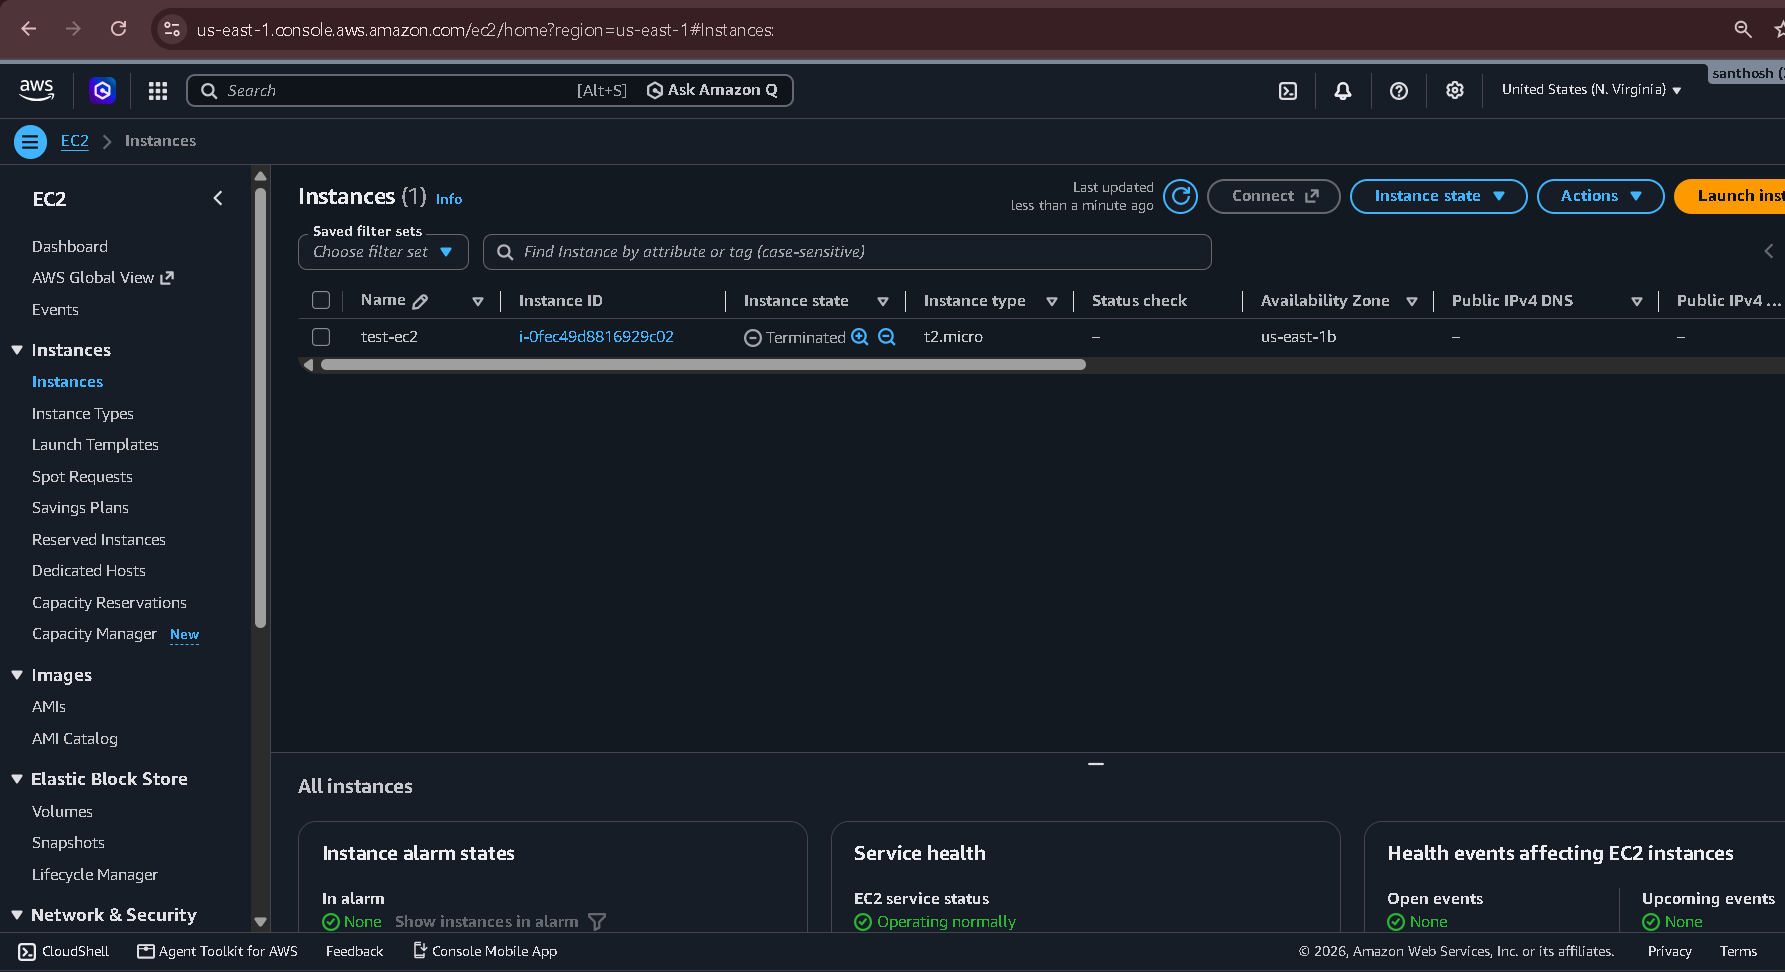 us-east-1.console.aws.amazon.com/ec2/home?region=us-east-1#Instances:
aws
Search [Alt+S] Ask Amazon Q
United States (N. Virginia)
santhosh (
EC2 Instances
EC2
Dashboard
AWS Global View
Events
Instances
Instances
Instance Types
Launch Templates
Spot Requests
Savings Plans
Reserved Instances
Dedicated Hosts
Capacity Reservations
Capacity Manager New
Images
AMIs
AMI Catalog
Elastic Block Store
Volumes
Snapshots
Lifecycle Manager
Network & Security
Instances (1) Info
Last updated
less than a minute ago
Connect
Instance state
Actions
Launch inst
Saved filter sets
Choose filter set
Find Instance by attribute or tag (case-sensitive)
Name Instance ID Instance state Instance type Status check Availability Zone Public IPv4 DNS Public IPv4 ...
test-ec2 i-0fec49d8816929c02 Terminated t2.micro – us-east-1b – –
All instances
Instance alarm states
In alarm
None Show instances in alarm
Service health
EC2 service status
Operating normally
Health events affecting EC2 instances
Open events
None
Upcoming events
None
CloudShell Agent Toolkit for AWS Feedback Console Mobile App © 2026, Amazon Web Services, Inc. or its affiliates. Privacy Terms